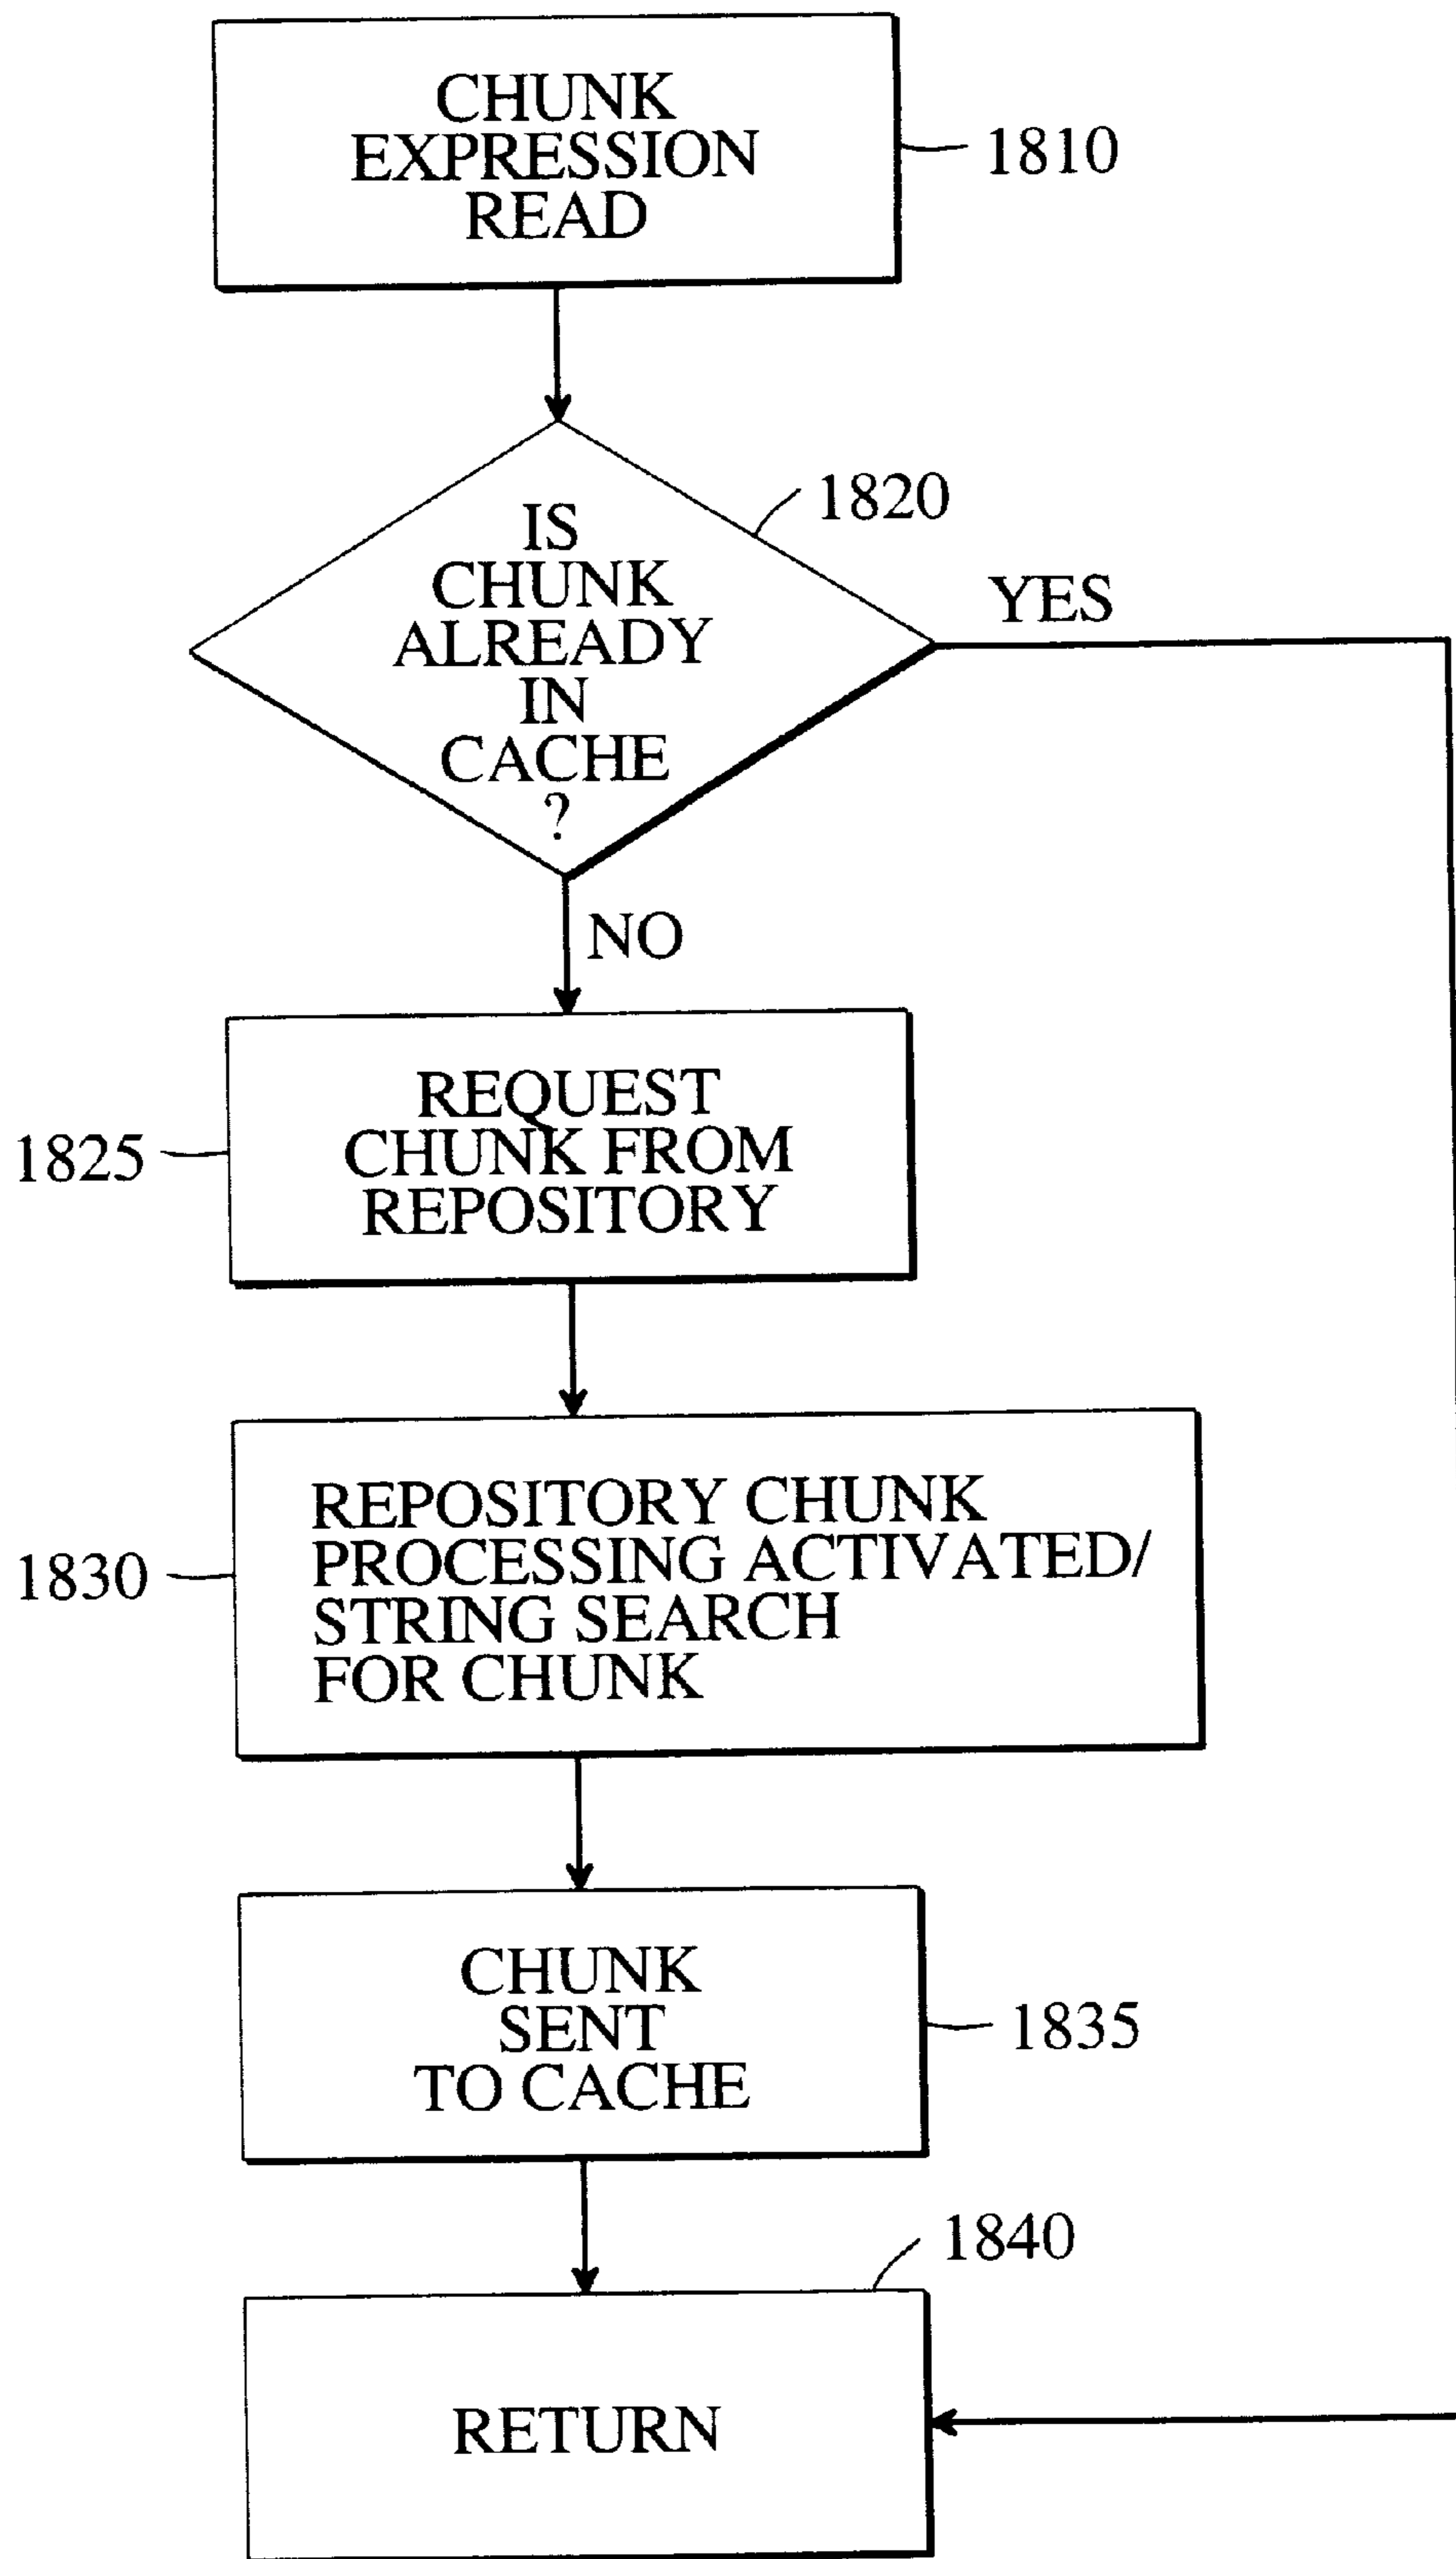 CHUNK
EXPRESSION
READ
1810
1820
IS
CHUNK
ALREADY
IN
CACHE
?
YES
NO
REQUEST
CHUNK FROM
REPOSITORY
1825
REPOSITORY CHUNK
PROCESSING ACTIVATED/
STRING SEARCH
FOR CHUNK
1830
CHUNK
SENT
TO CACHE
1835
1840
RETURN